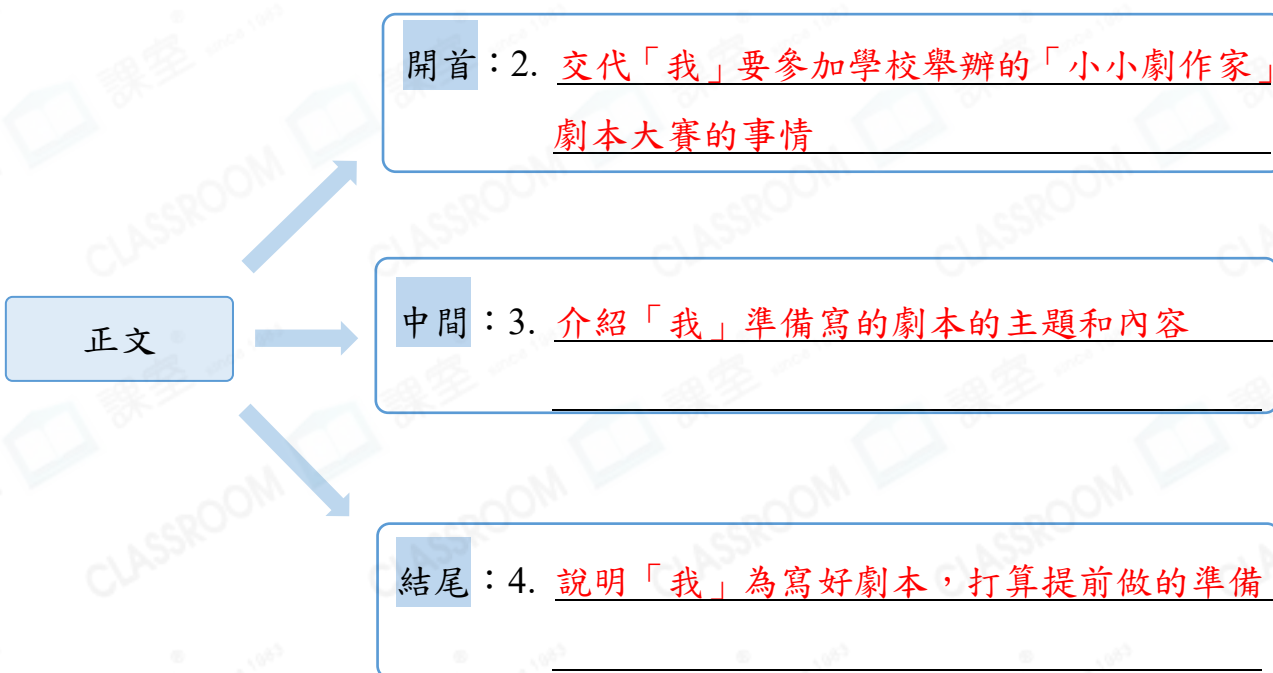 開首：2. 交代「我」要參加學校舉辦的「小小劇作家」
劇本大賽的事情
正文
中間：3. 介紹「我」準備寫的劇本的主題和內容
結尾：4. 說明「我」為寫好劇本，打算提前做的準備